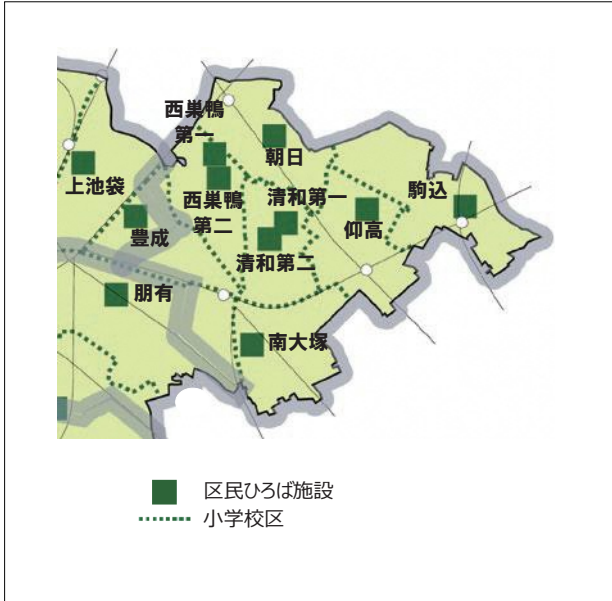 西巣鴨
第一
朝日
上池袋
西巣鴨
第二
清和第一
駒込
豊成
仰高
清和第二
朋有
南大塚
区民ひろば施設
小学校区